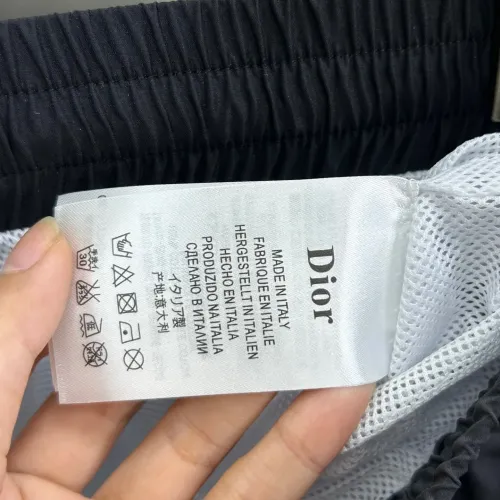 Dior
MADE IN ITALY
FABRIQUE EN ITALIE
HERGESTELLT IN ITALIEN
HECHO EN ITALIA
PRODUZIDO NA ITALIA
СДЕЛАНО В ИТАЛИИ
イタリア製
产地:意大利
30